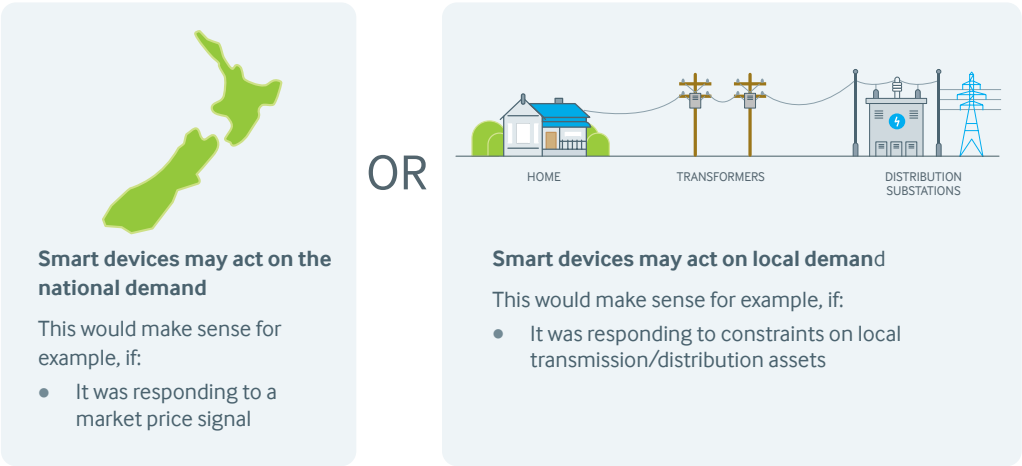 Smart devices may act on the
national demand
This would make sense for
example, if:
● It was responding to a
market price signal
OR
HOME
TRANSFORMERS
DISTRIBUTION
SUBSTATIONS
Smart devices may act on local demand
This would make sense for example, if:
● It was responding to constraints on local
transmission/distribution assets